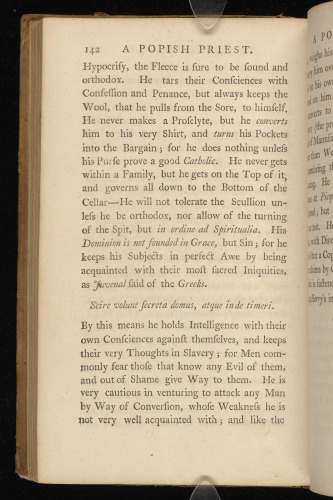 142 A POPISH PRIEST.
Hypocriſy, the Fleece is ſure to be ſound and
orthodox. He tars their Conſciences with
Confeſſion and Penance, but always keeps the
Wool, that he pulls from the Sore, to himſelf.
He never makes a Proſelyte, but he converts
him to his very Shirt, and turns his Pockets
into the Bargain; for he does nothing unleſs
his Purſe prove a good Catholic. He never gets
within a Family, but he gets on the Top of it,
and governs all down to the Bottom of the
Cellar—He will not tolerate the Scullion un-
leſs he be orthodox, nor allow of the turning
of the Spit, but in ordine ad Spiritualia. His
Dominion is not founded in Grace, but Sin; for he
keeps his Subjects in perfect Awe by being
acquainted with their moſt ſacred Iniquities,
as Juvenal ſaid of the Greeks.
Scire volunt ſecreta domus, atque inde timeri.
By this means he holds Intelligence with their
own Conſciences againſt themſelves, and keeps
their very Thoughts in Slavery; for Men com-
monly fear thoſe that know any Evil of them,
and out of Shame give Way to them. He is
very cautious in venturing to attack any Man
by Way of Converſion, whoſe Weakneſs he is
not very well acquainted with; and like the